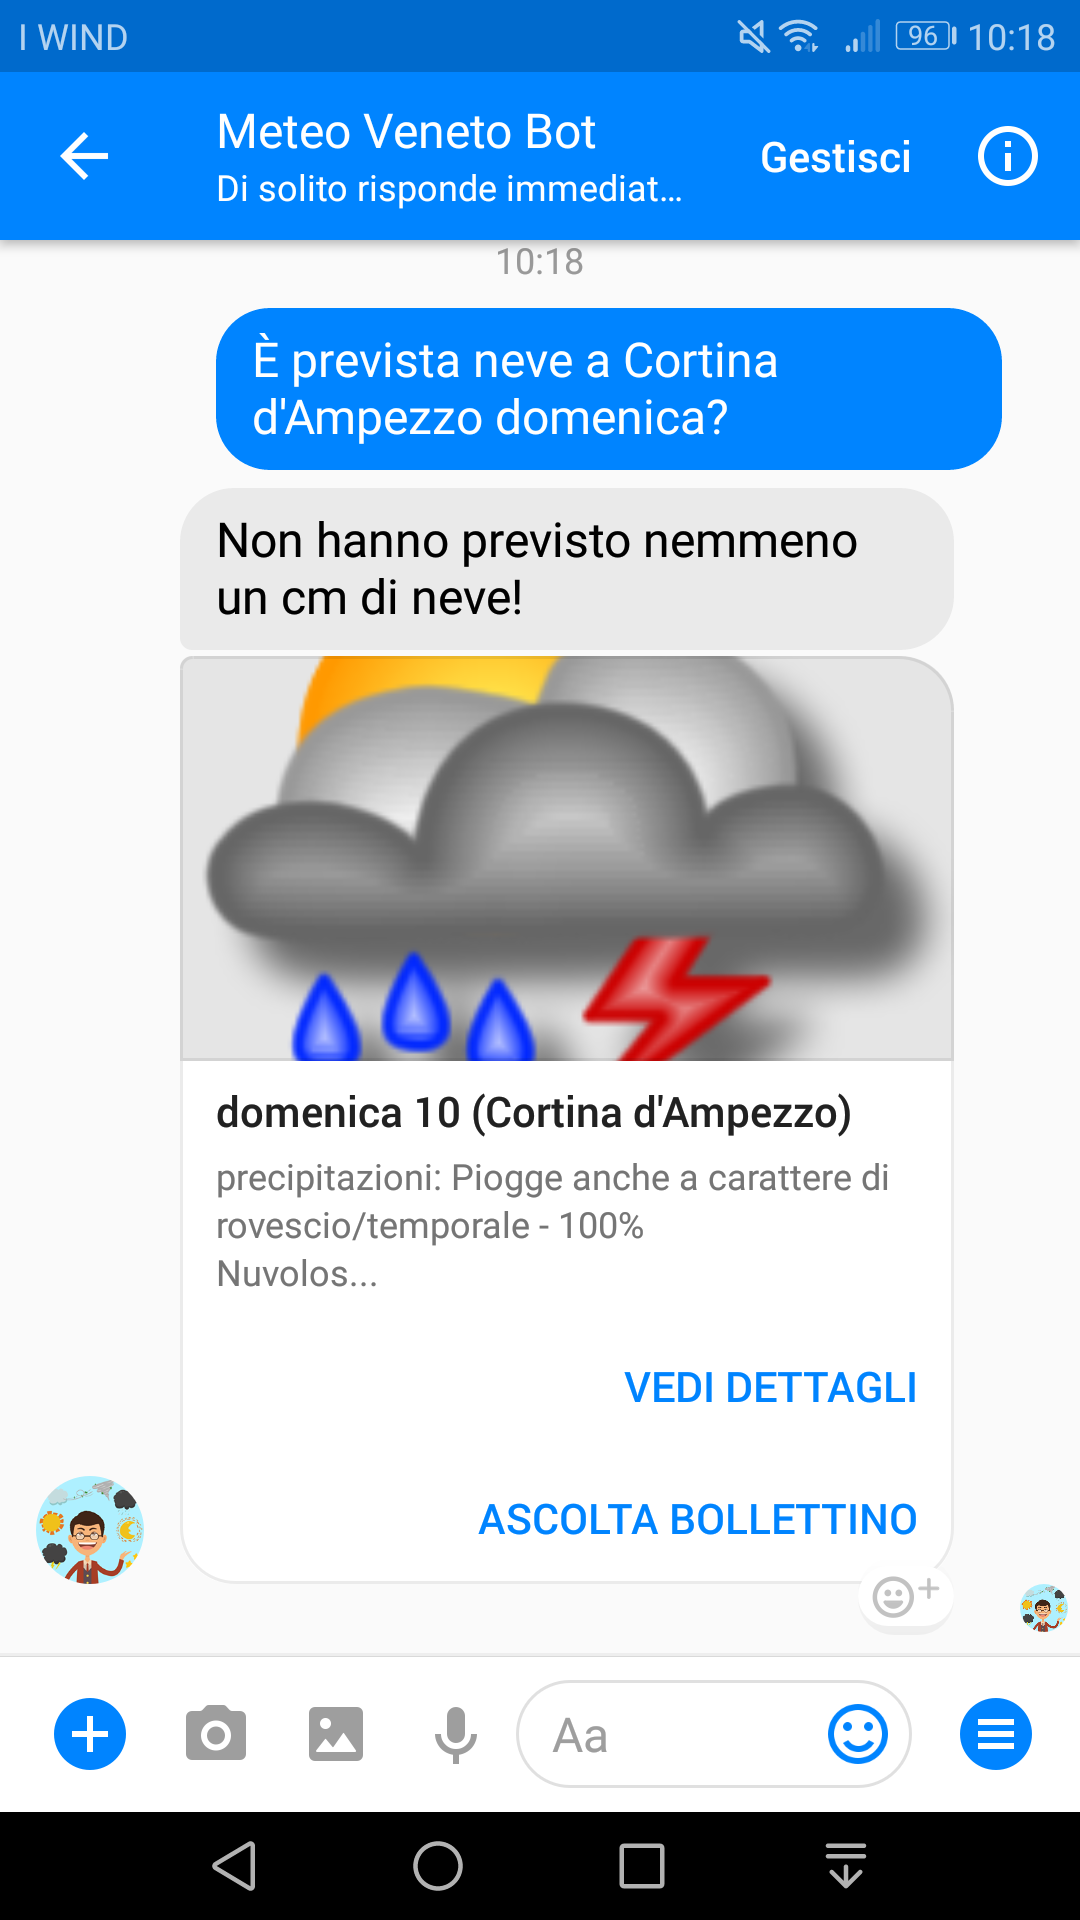 I WIND
96 10:18
Meteo Veneto Bot
Di solito risponde immediat...
Gestisci
10:18
È prevista neve a Cortina
d'Ampezzo domenica?
Non hanno previsto nemmeno
un cm di neve!
domenica 10 (Cortina d'Ampezzo)
precipitazioni: Piogge anche a carattere di
rovescio/temporale - 100%
Nuvolos...
VEDI DETTAGLI
ASCOLTA BOLLETTINO
Aa